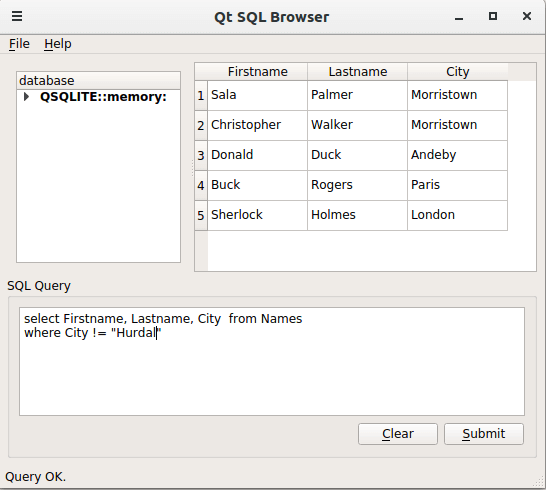 Qt SQL Browser
File Help
database
QSQLITE::memory:
Firstname Lastname City
1 Sala Palmer Morristown
2 Christopher Walker Morristown
3 Donald Duck Andeby
4 Buck Rogers Paris
5 Sherlock Holmes London
SQL Query
select Firstname, Lastname, City  from Names
where City != "Hurdal"
Clear Submit
Query OK.